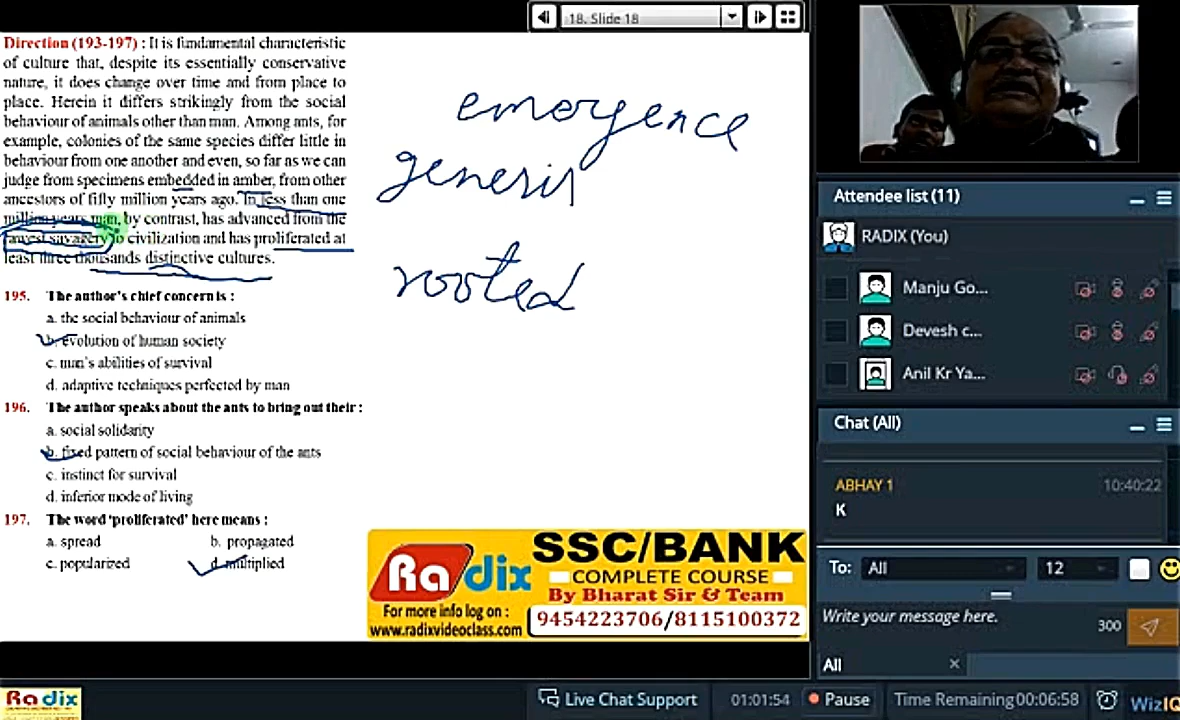 18. Slide 18
Direction (193-197) : It is fundamental characteristic
of culture that, despite its essentially conservative
nature, it does change over time and from place to
place. Herein it differs strikingly from the social
behaviour of animals other than man. Among ants, for
example, colonies of the same species differ little in
behaviour from one another and even, so far as we can
judge from specimens embedded in amber, from other
ancestors of fifty million years ago. In less than one
million years man, by contrast, has advanced from the
rawest savagery to civilization and has proliferated at
least three thousands distinctive cultures.
195. The author's chief concern is :
a. the social behaviour of animals
b. evolution of human society
c. man's abilities of survival
d. adaptive techniques perfected by man
196. The author speaks about the ants to bring out their :
a. social solidarity
b. fixed pattern of social behaviour of the ants
c. instinct for survival
d. inferior mode of living
197. The word 'proliferated' here means :
a. spread b. propagated
c. popularized d. multiplied
emergence
genesis
rooted
Radix
For more info log on :
www.radixvideoclass.com
SSC/BANK
COMPLETE COURSE
By Bharat Sir & Team
9454223706/8115100372
Attendee list (11)
RADIX (You)
Manju Go...
Devesh c...
Anil Kr Ya...
Chat (All)
ABHAY 1 10:40:22
K
To: All 12
Write your message here. 300
All
Radix
Live Chat Support 01:01:54 Pause Time Remaining 00:06:58 WizIQ